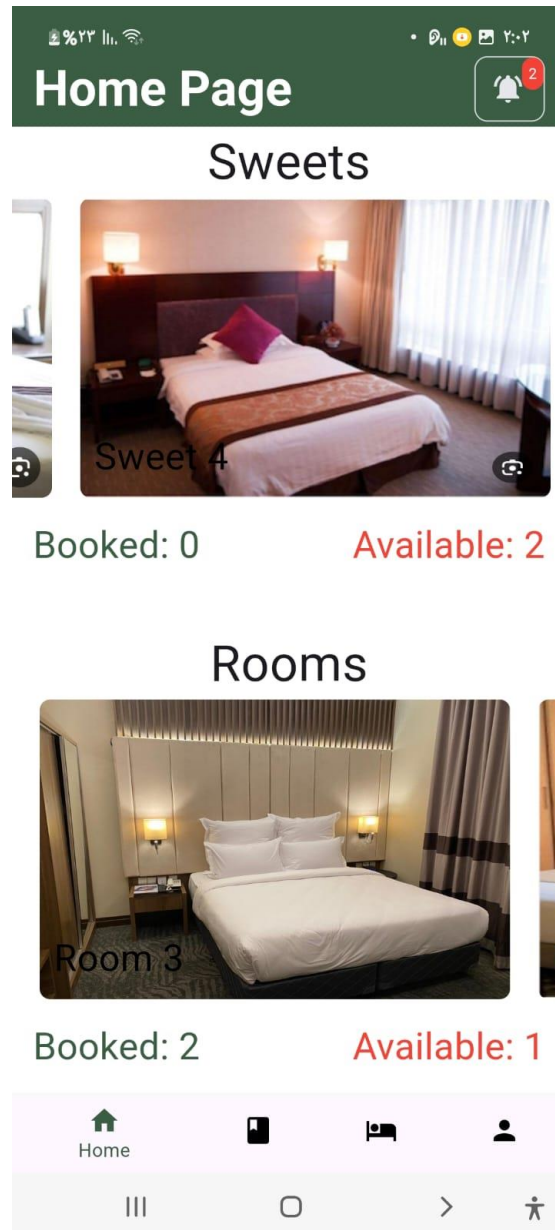 %٢٣ ٢:٠٢
Home Page
2
Sweets
Sweet 4
Booked: 0 Available: 2
Rooms
Room 3
Booked: 2 Available: 1
Home